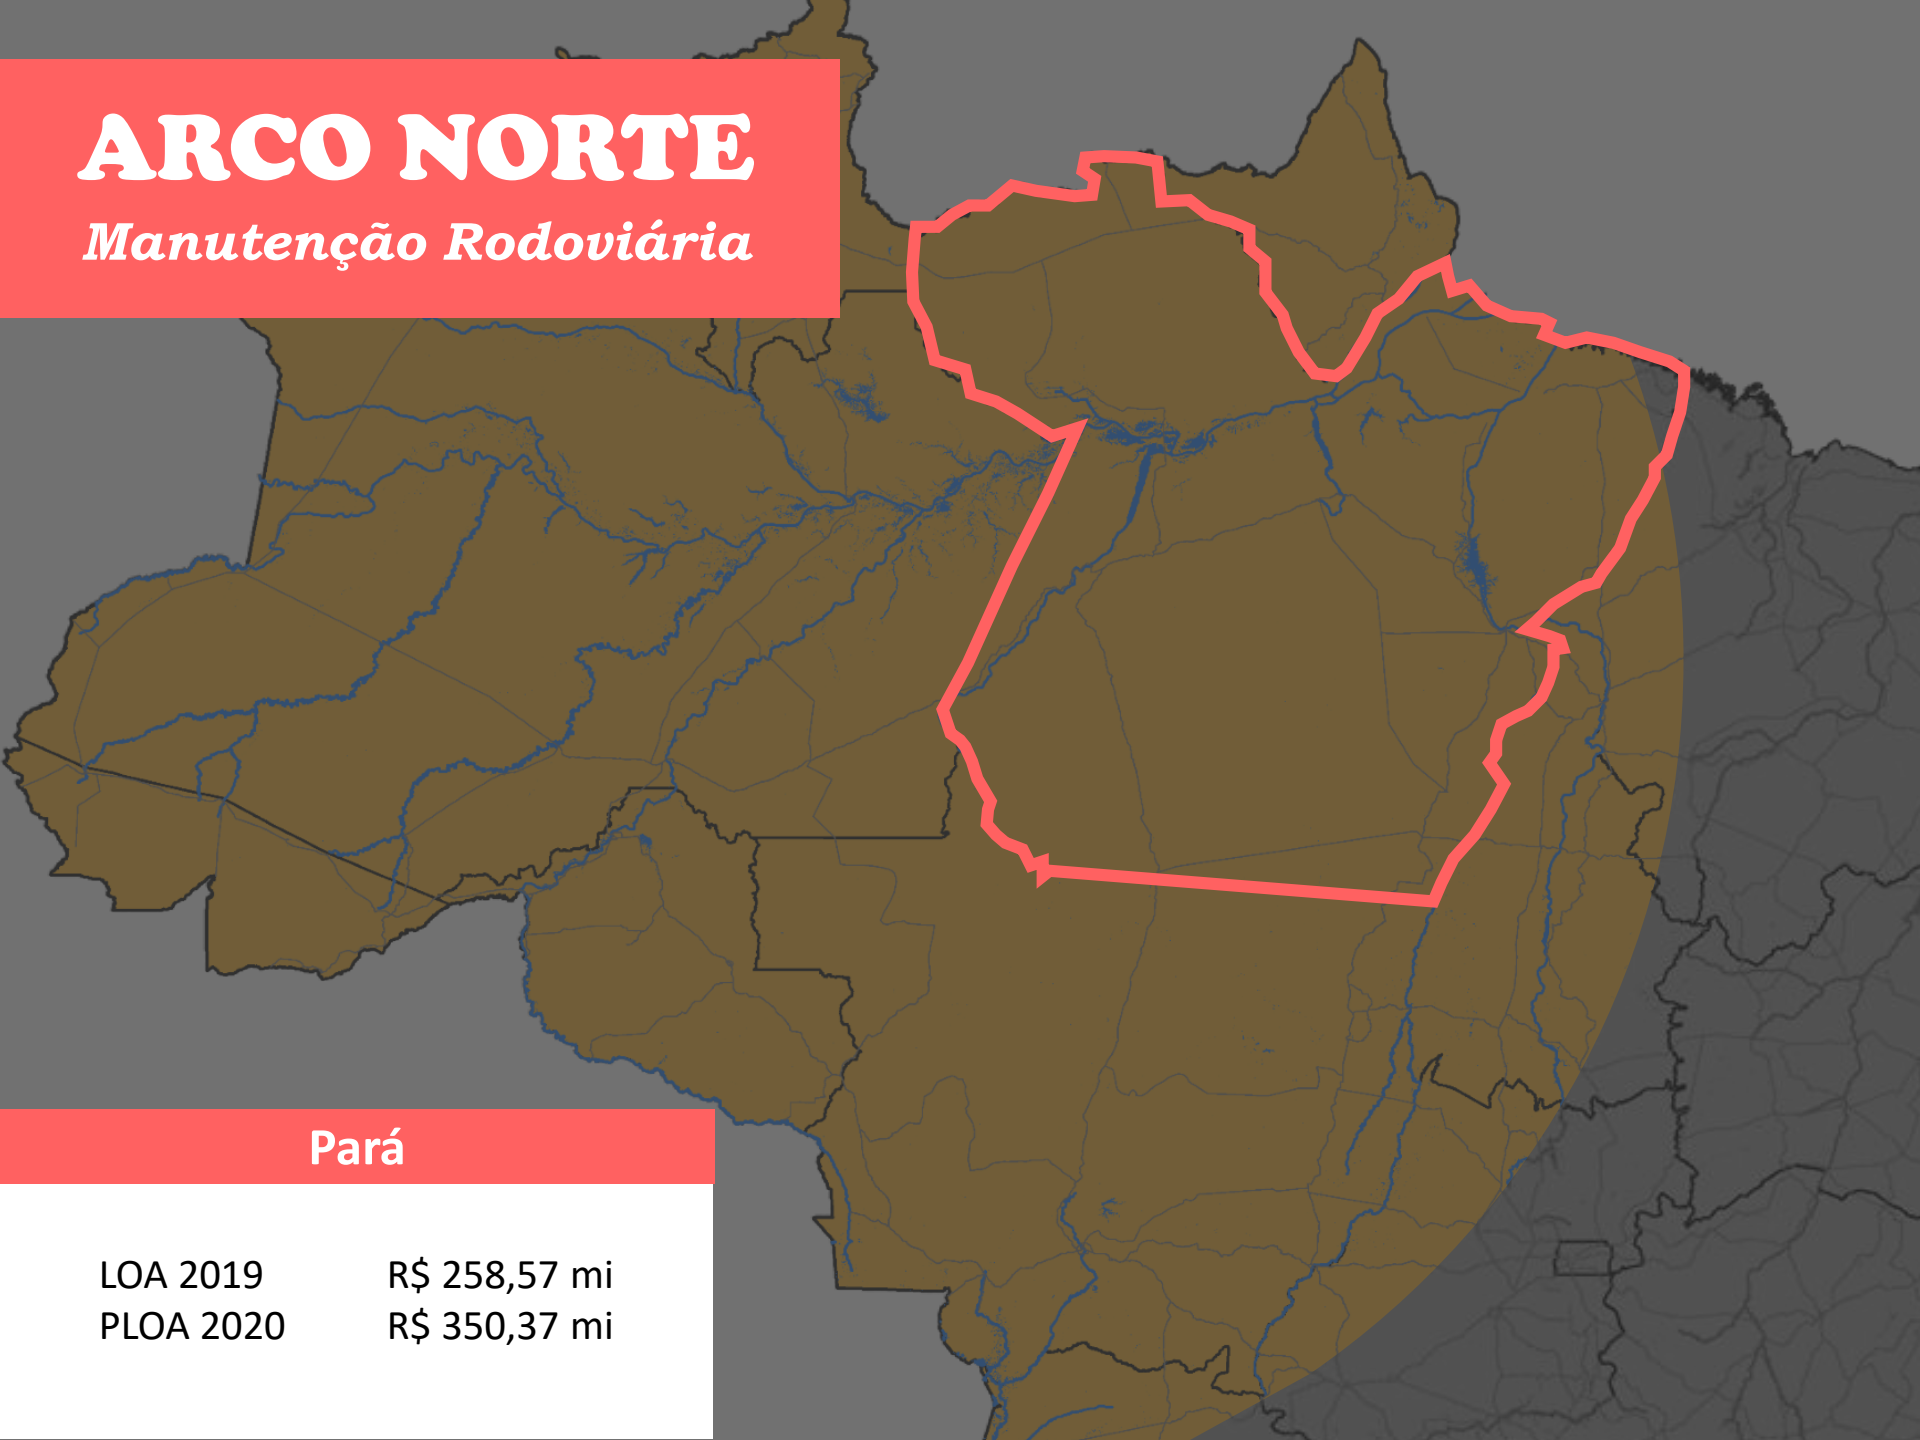 ARCO NORTE
Manutenção Rodoviária
Pará
LOA 2019 R$ 258,57 mi
PLOA 2020 R$ 350,37 mi